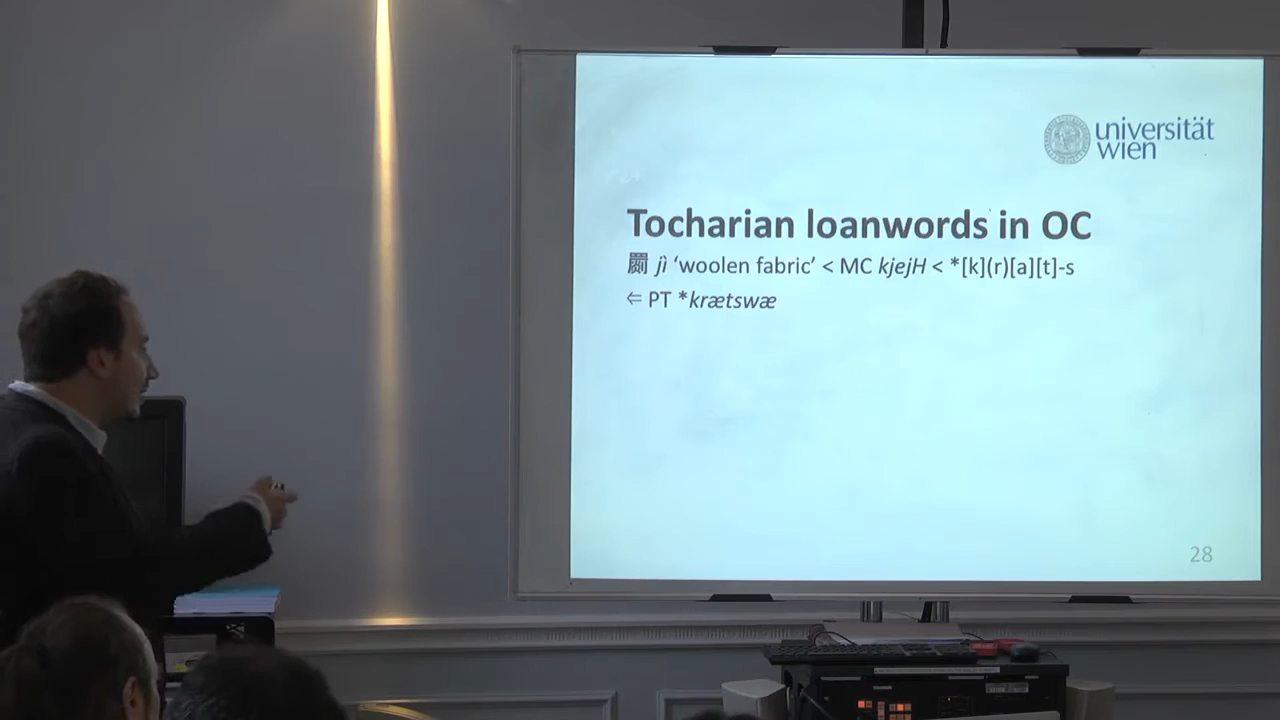 universität
wien
Tocharian loanwords in OC
罽 jì ‘woolen fabric’ < MC kjejH < *[k](r)[a][t]-s
⇐ PT *krætswæ
28